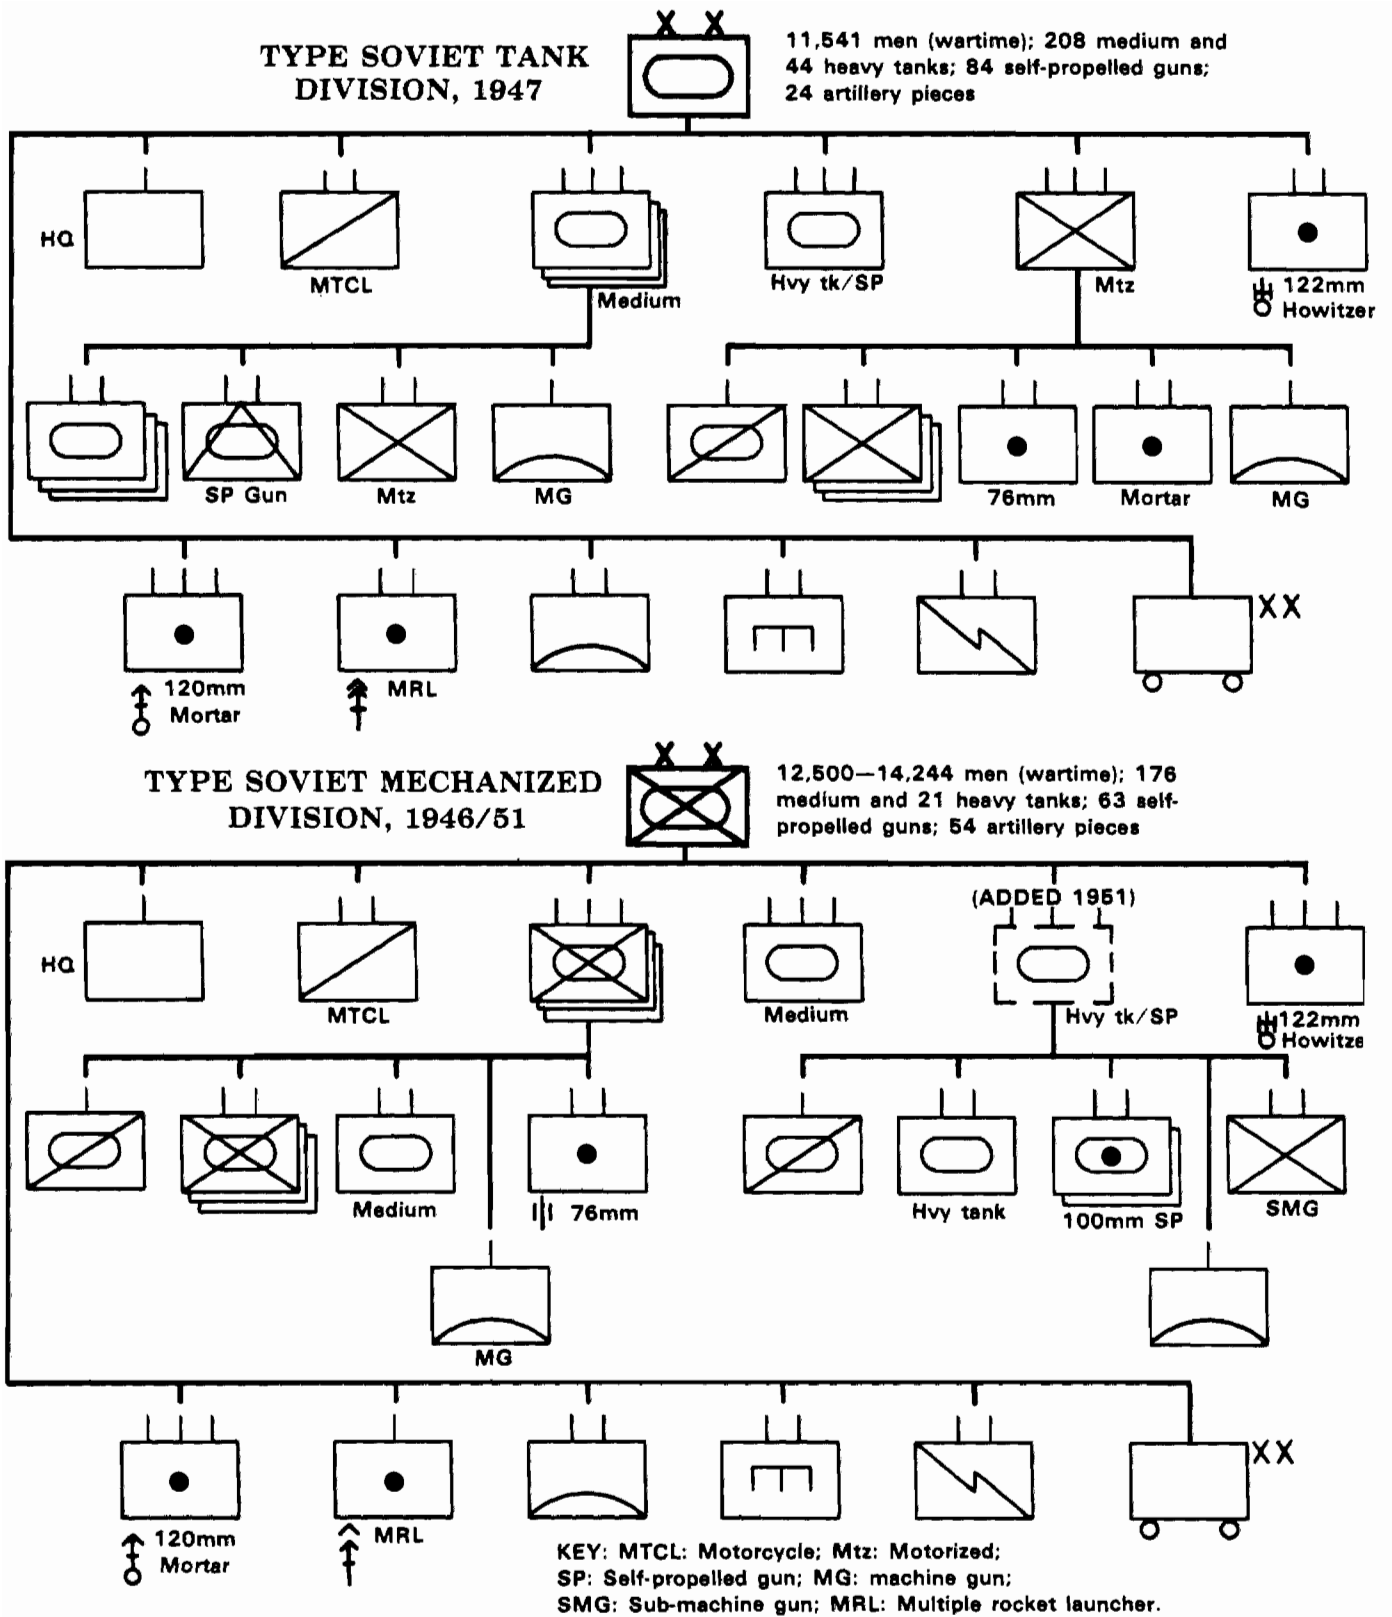 TYPE SOVIET TANK
DIVISION, 1947
X X
11,541 men (wartime); 208 medium and
44 heavy tanks; 84 self-propelled guns;
24 artillery pieces
HQ
MTCL
Medium
Hvy tk/SP
Mtz
122mm
Howitzer
SP Gun
Mtz
MG
76mm
Mortar
MG
120mm
Mortar
MRL
XX
TYPE SOVIET MECHANIZED
DIVISION, 1946/51
X X
12,500—14,244 men (wartime); 176
medium and 21 heavy tanks; 63 self-
propelled guns; 54 artillery pieces
HQ
MTCL
Medium
(ADDED 1951)
Hvy tk/SP
122mm
Howitze
Medium
76mm
Hvy tank
100mm SP
SMG
MG
120mm
Mortar
MRL
XX
KEY: MTCL: Motorcycle; Mtz: Motorized;
SP: Self-propelled gun; MG: machine gun;
SMG: Sub-machine gun; MRL: Multiple rocket launcher.